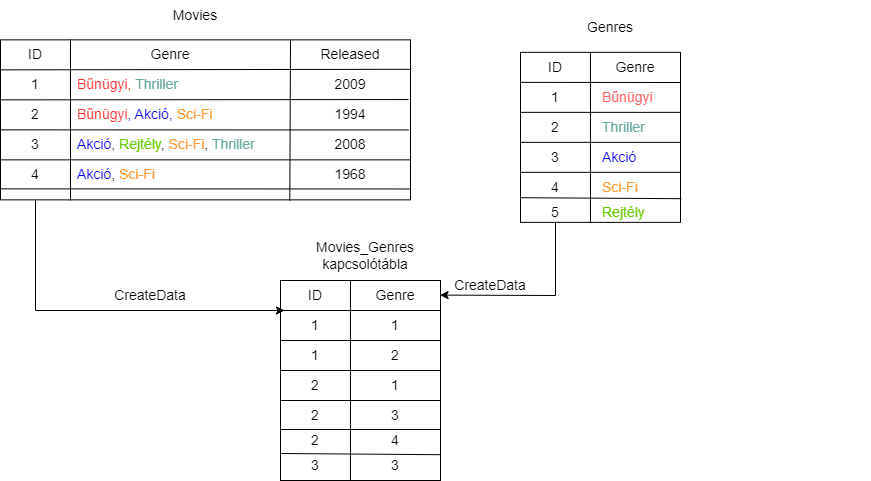 Movies
ID Genre Released
1 Bűnügyi, Thriller 2009
2 Bűnügyi, Akció, Sci-Fi 1994
3 Akció, Rejtély, Sci-Fi, Thriller 2008
4 Akció, Sci-Fi 1968
Genres
ID Genre
1 Bűnügyi
2 Thriller
3 Akció
4 Sci-Fi
5 Rejtély
CreateData
CreateData
Movies_Genres
kapcsolótábla
ID Genre
1 1
1 2
2 1
2 3
2 4
3 3